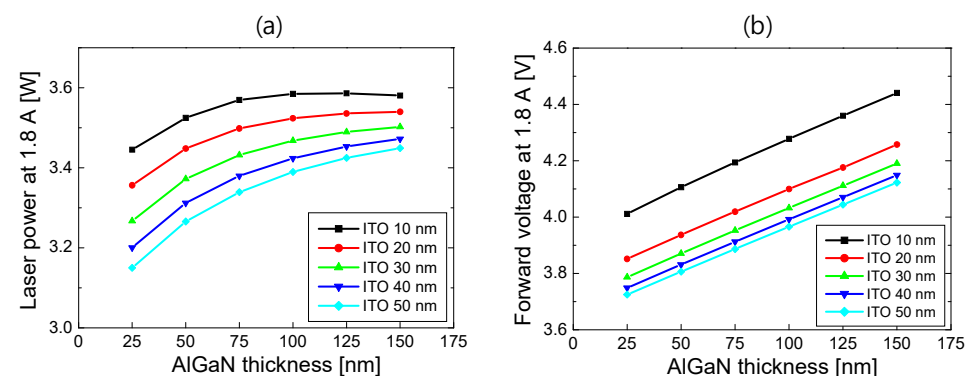 (a)
Laser power at 1.8 A [W]
3.6
3.4
3.2
3.0
0 25 50 75 100 125 150 175
AlGaN thickness [nm]
ITO 10 nm
ITO 20 nm
ITO 30 nm
ITO 40 nm
ITO 50 nm
(b)
Forward voltage at 1.8 A [V]
4.6
4.4
4.2
4.0
3.8
3.6
0 25 50 75 100 125 150 175
AlGaN thickness [nm]
ITO 10 nm
ITO 20 nm
ITO 30 nm
ITO 40 nm
ITO 50 nm